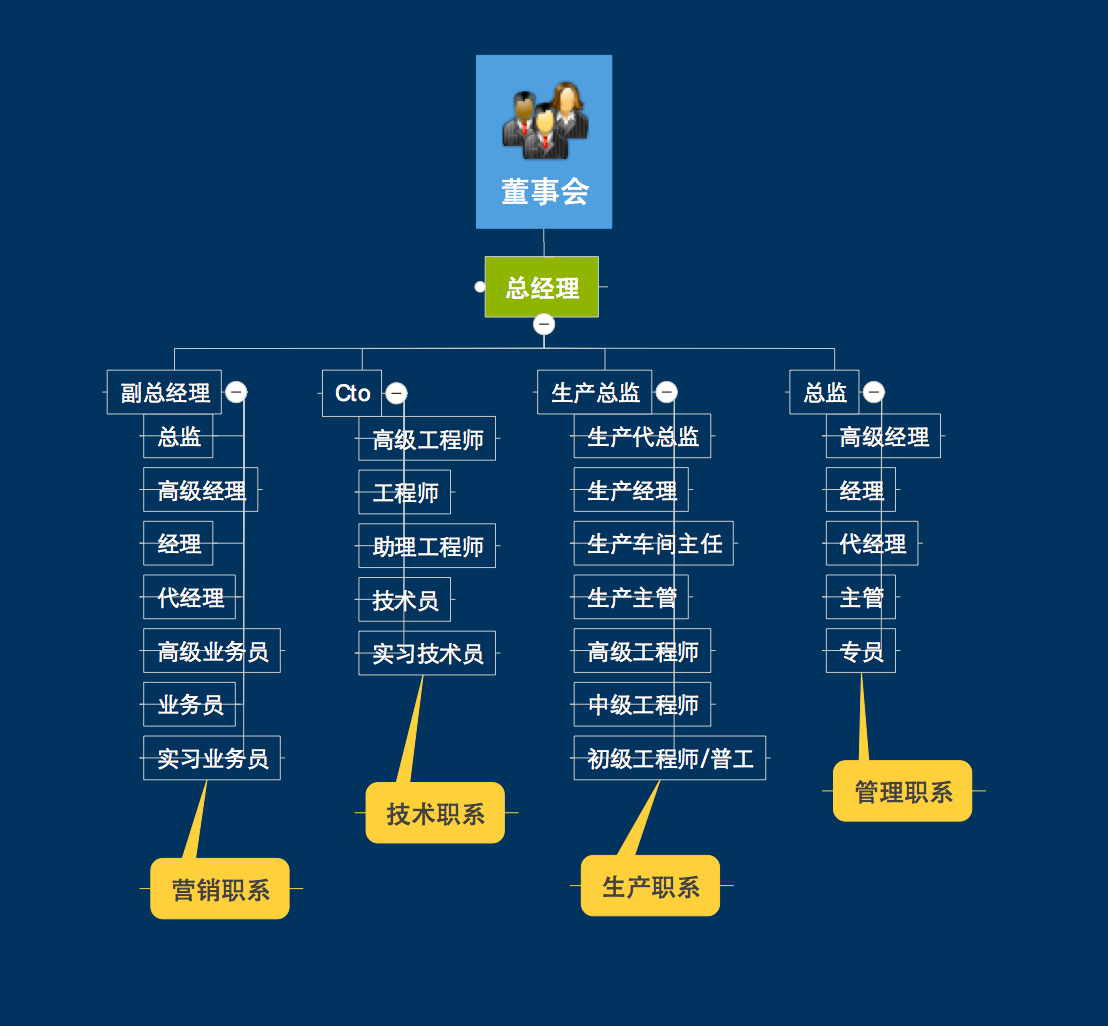 董事会
总经理
副总经理
总监
高级经理
经理
代经理
高级业务员
业务员
实习业务员
营销职系
Cto
高级工程师
工程师
助理工程师
技术员
实习技术员
技术职系
生产总监
生产代总监
生产经理
生产车间主任
生产主管
高级工程师
中级工程师
初级工程师/普工
生产职系
总监
高级经理
经理
代经理
主管
专员
管理职系